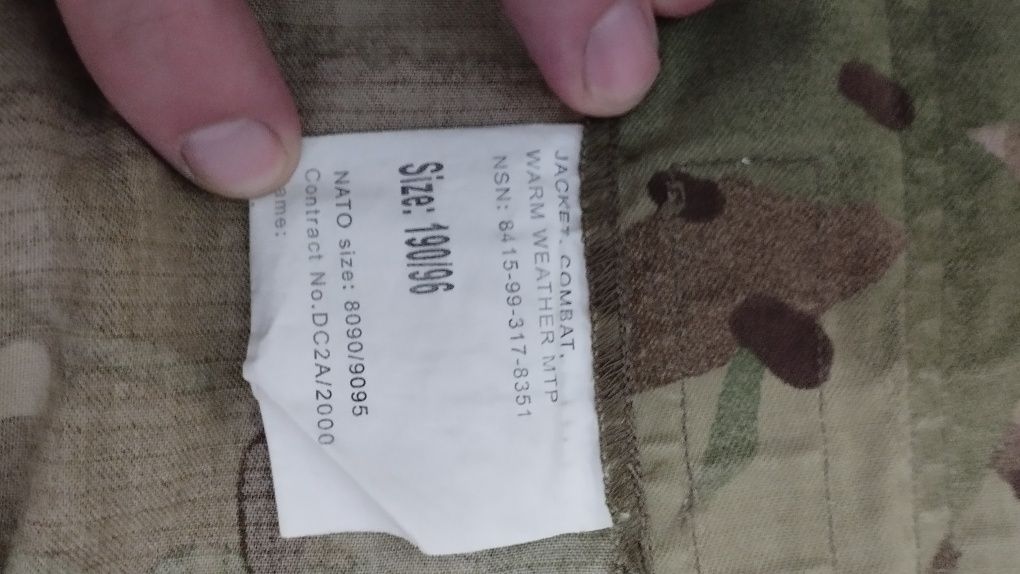 JACKET, COMBAT,
WARM WEATHER MTP
NSN: 8415-99-317-8351
Size: 190/96
NATO size: 8090/9095
Contract No.DC2A/2000
ame: